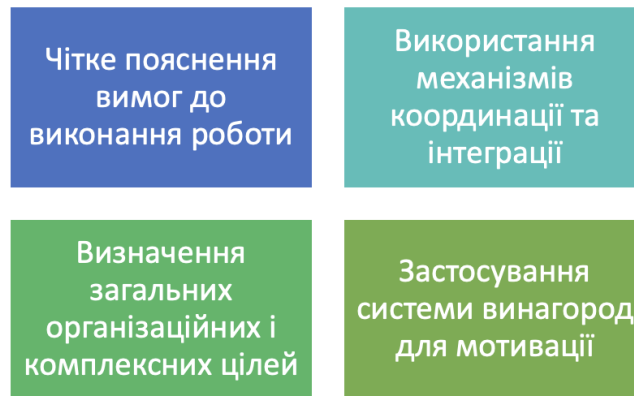 Чітке пояснення
вимог до
виконання роботи
Використання
механізмів
координації та
інтеграції
Визначення
загальних
організаційних і
комплексних цілей
Застосування
системи винагород
для мотивації